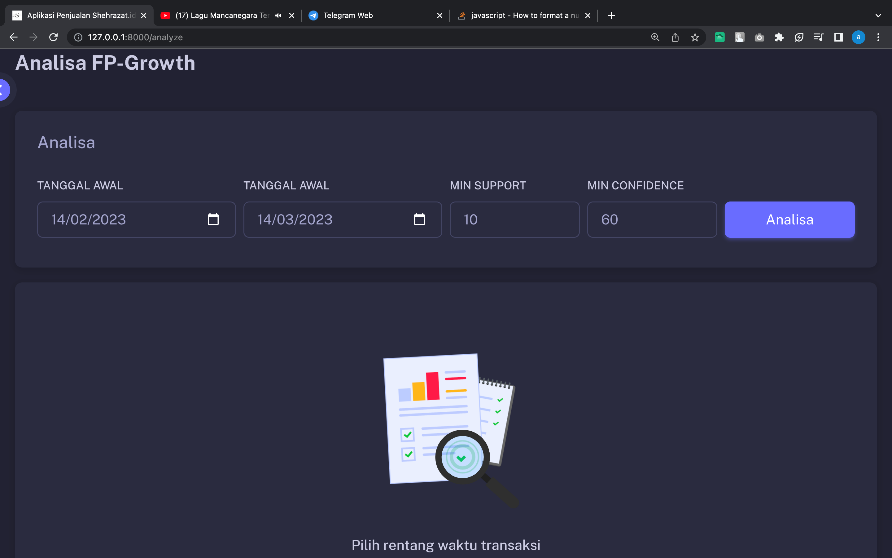 Aplikasi Penjualan Shehrazat.id
(17) Lagu Mancanegara Ter
Telegram Web
javascript - How to format a nu
127.0.0.1:8000/analyze
a
Analisa FP-Growth
Analisa
TANGGAL AWAL
TANGGAL AWAL
MIN SUPPORT
MIN CONFIDENCE
14/02/2023
14/03/2023
10
60
Analisa
Pilih rentang waktu transaksi